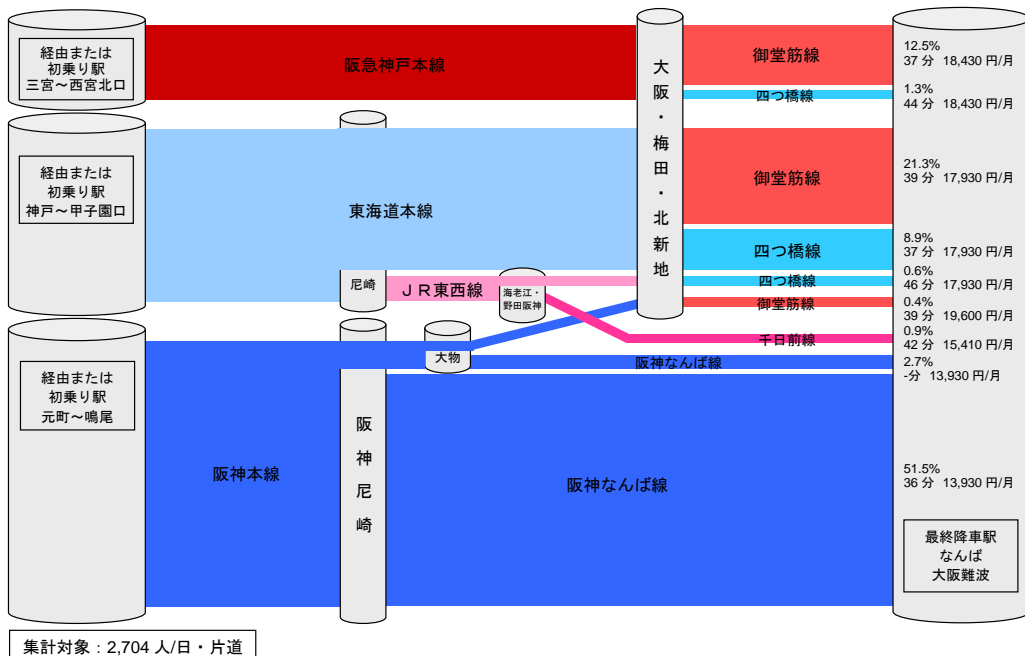 経由または
初乗り駅
三宮～西宮北口
阪急神戸本線
御堂筋線
四つ橋線
12.5%
37 分 18,430 円/月
1.3%
44 分 18,430 円/月
大阪・梅田・北新地
経由または
初乗り駅
神戸～甲子園口
東海道本線
御堂筋線
21.3%
39 分 17,930 円/月
四つ橋線
8.9%
37 分 17,930 円/月
尼崎
ＪＲ東西線
海老江・
野田阪神
四つ橋線
0.6%
46 分 17,930 円/月
御堂筋線
0.4%
39 分 19,600 円/月
千日前線
0.9%
42 分 15,410 円/月
大物
阪神なんば線
2.7%
-分 13,930 円/月
経由または
初乗り駅
元町～鳴尾
阪神本線
阪神尼崎
阪神なんば線
51.5%
36 分 13,930 円/月
最終降車駅
なんば
大阪難波
集計対象：2,704 人/日・片道